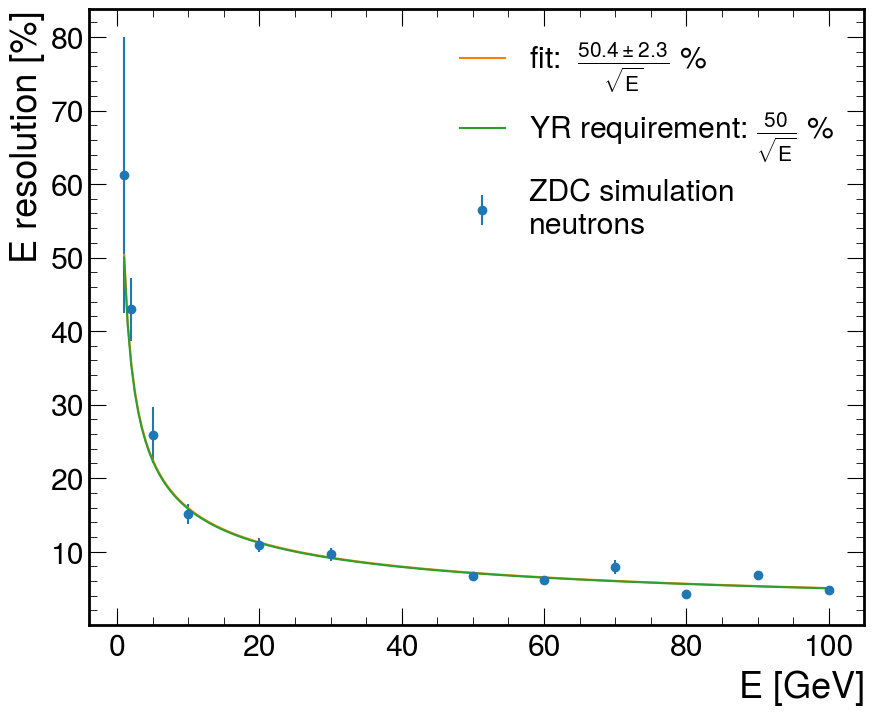 E resolution [%]
80
70
60
50
40
30
20
10
fit: 50.4 ± 2.3 / √E %
YR requirement: 50 / √E %
ZDC simulation
neutrons
0 20 40 60 80 100
E [GeV]